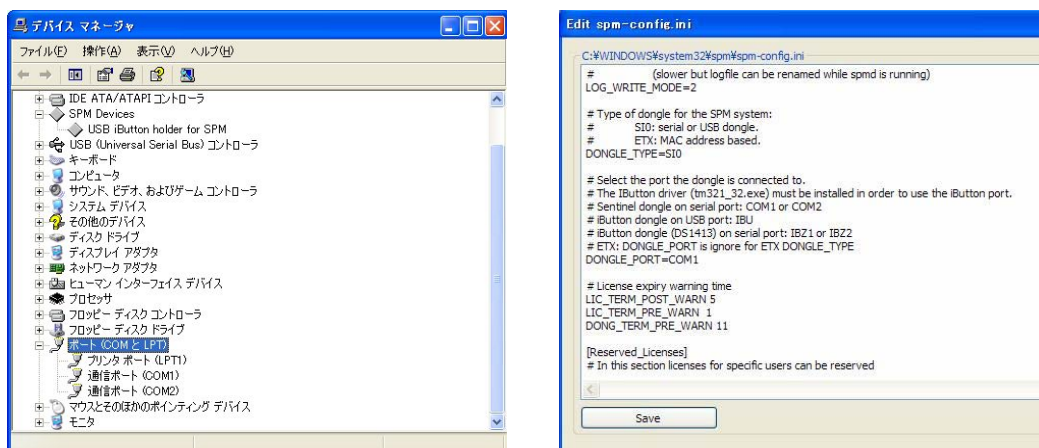 デバイス マネージャ
ファイル(F) 操作(A) 表示(V) ヘルプ(H)
IDE ATA/ATAPI コントローラ
SPM Devices
USB iButton holder for SPM
USB (Universal Serial Bus) コントローラ
キーボード
コンピュータ
サウンド、ビデオ、およびゲーム コントローラ
システム デバイス
その他のデバイス
ディスク ドライブ
ディスプレイ アダプタ
ネットワーク アダプタ
ヒューマン インターフェイス デバイス
プロセッサ
フロッピー ディスク コントローラ
フロッピー ディスク ドライブ
ポート (COM と LPT)
プリンタ ポート (LPT1)
通信ポート (COM1)
通信ポート (COM2)
マウスとそのほかのポインティング デバイス
モニタ
Edit spm-config.ini
C:¥WINDOWS¥system32¥spm¥spm-config.ini
# (slower but logfile can be renamed while spmd is running)
LOG_WRITE_MODE=2
# Type of dongle for the SPM system:
# SI0: serial or USB dongle.
# ETX: MAC address based.
DONGLE_TYPE=SI0
# Select the port the dongle is connected to.
# The IButton driver (tm321_32.exe) must be installed in order to use the iButton port.
# Sentinel dongle on serial port: COM1 or COM2
# iButton dongle on USB port: IBU
# iButton dongle (DS1413) on serial port: IBZ1 or IBZ2
# ETX: DONGLE_PORT is ignore for ETX DONGLE_TYPE
DONGLE_PORT=COM1
# License expiry warning time
LIC_TERM_POST_WARN 5
LIC_TERM_PRE_WARN 1
DONG_TERM_PRE_WARN 11
[Reserved_Licenses]
# In this section licenses for specific users can be reserved
Save